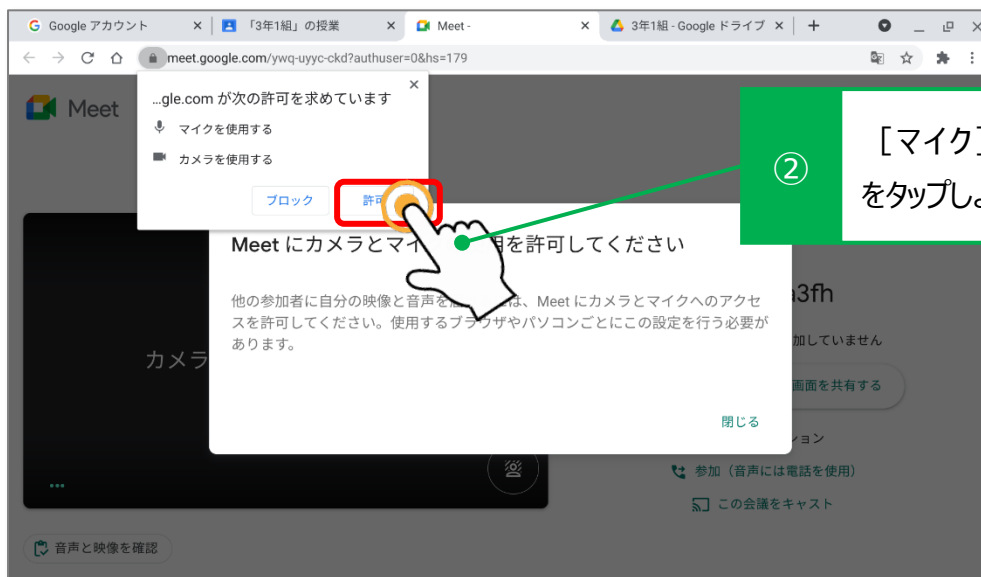 Google アカウント
「3年1組」の授業
Meet -
3年1組 - Google ドライブ
meet.google.com/ywq-uyyc-ckd?authuser=0&hs=179
Meet
...gle.com が次の許可を求めています
マイクを使用する
カメラを使用する
ブロック
許可
②
[マイク]
をタップしよ
Meet にカメラとマイ 用を許可してください
他の参加者に自分の映像と音声を は、Meet にカメラとマイクへのアクセ
スを許可してください。使用するブラウザやパソコンごとにこの設定を行う必要が
あります。
閉じる
カメラ
a3fh
加していません
画面を共有する
ション
参加(音声には電話を使用)
この会議をキャスト
音声と映像を確認